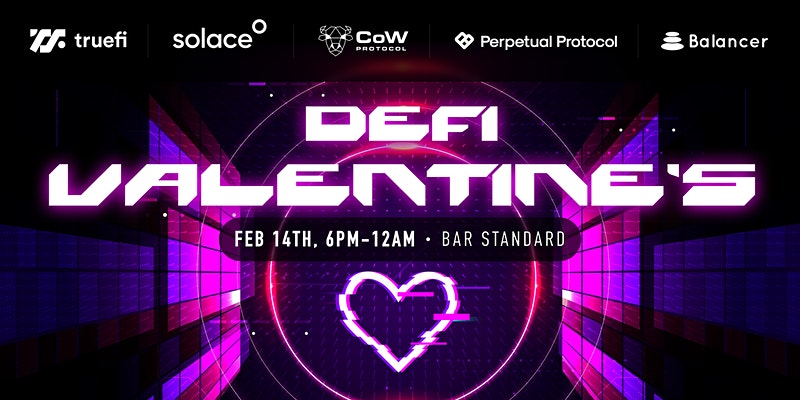 truefi solace CoW PROTOCOL Perpetual Protocol Balancer
DEFI
VALENTINE'S
FEB 14TH, 6PM-12AM • BAR STANDARD